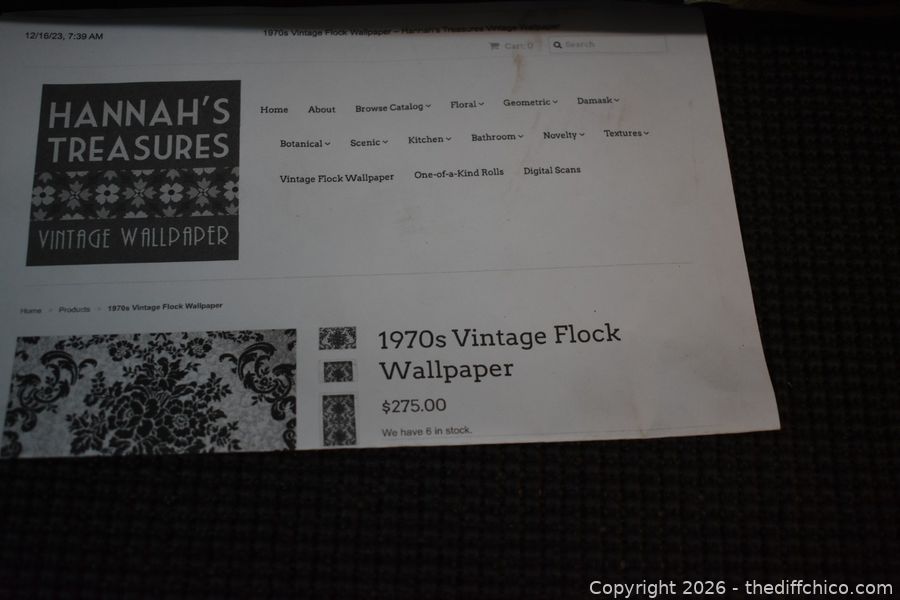 12/16/23, 7:39 AM
1970s Vintage Flock Wallpaper – Hannah's Treasures Vintage Wallpaper
Cart: 0
Search
HANNAH'S
TREASURES
VINTAGE WALLPAPER
Home About Browse Catalog Floral Geometric Damask
Botanical Scenic Kitchen Bathroom Novelty Textures
Vintage Flock Wallpaper One-of-a-Kind Rolls Digital Scans
Home > Products > 1970s Vintage Flock Wallpaper
1970s Vintage Flock
Wallpaper
$275.00
We have 6 in stock.
Copyright 2026 - thediffchico.com